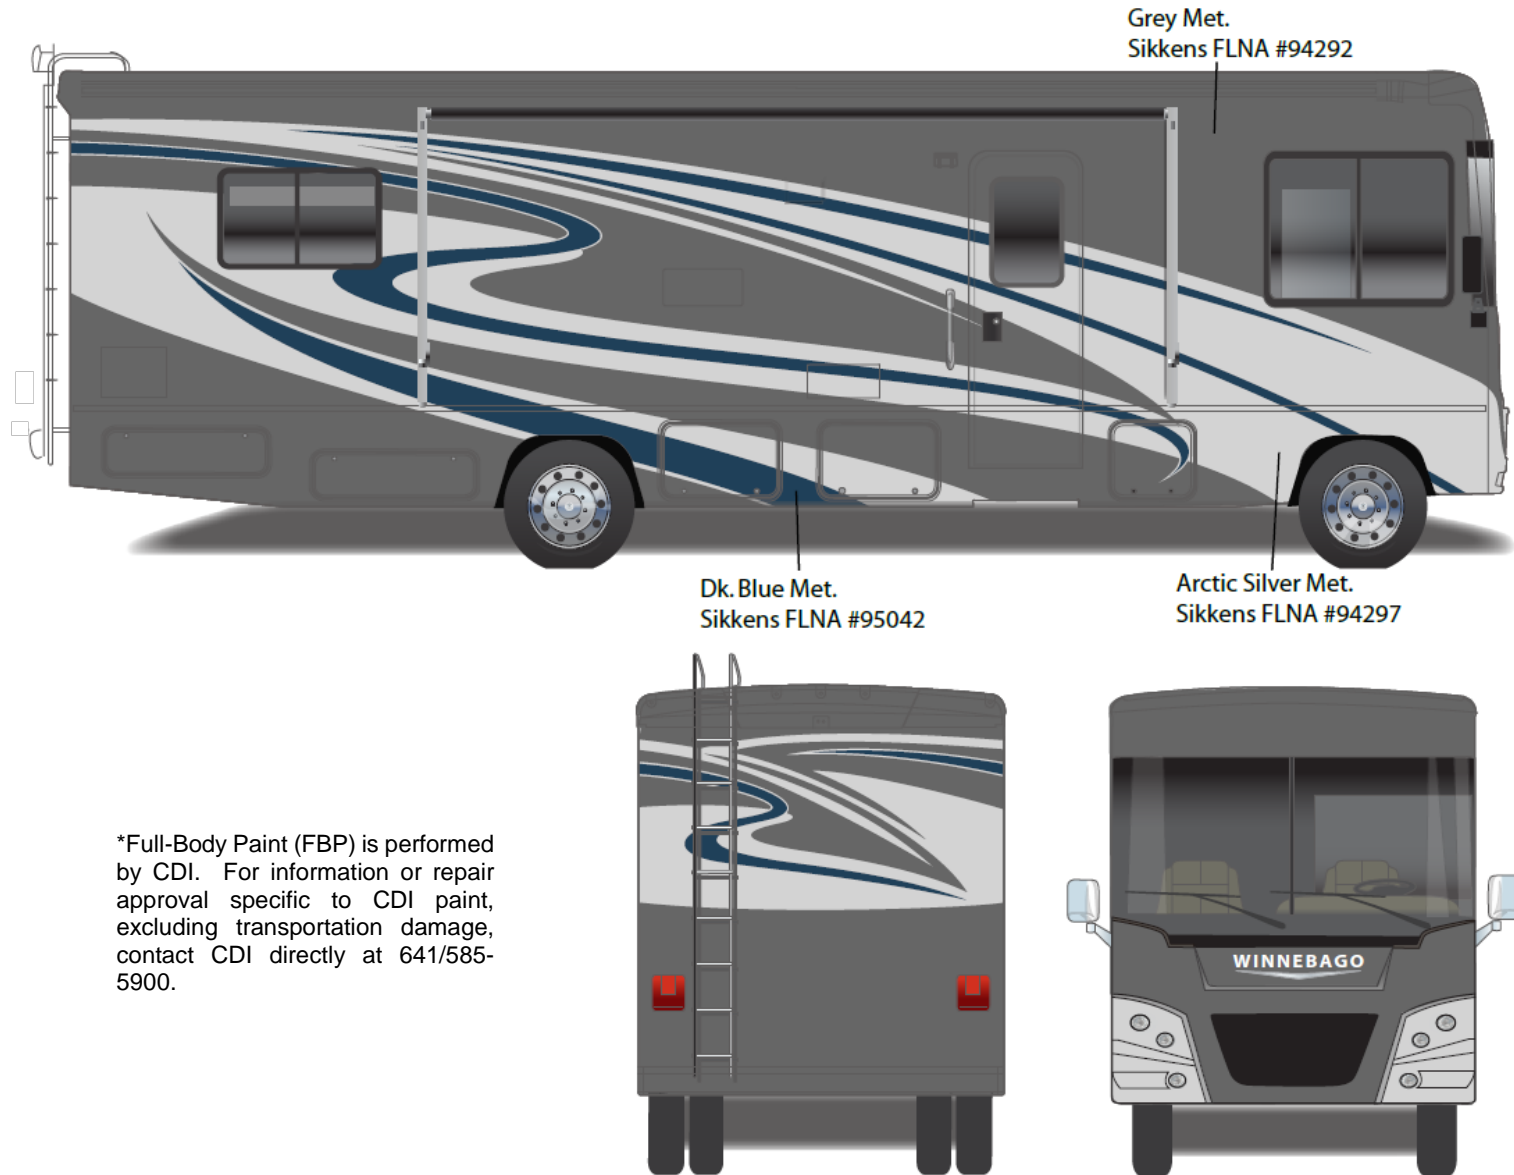 Grey Met.
Sikkens FLNA #94292
Dk. Blue Met.
Sikkens FLNA #95042
Arctic Silver Met.
Sikkens FLNA #94297
*Full-Body Paint (FBP) is performed
by CDI. For information or repair
approval specific to CDI paint,
excluding transportation damage,
contact CDI directly at 641/585-
5900.
WINNEBAGO